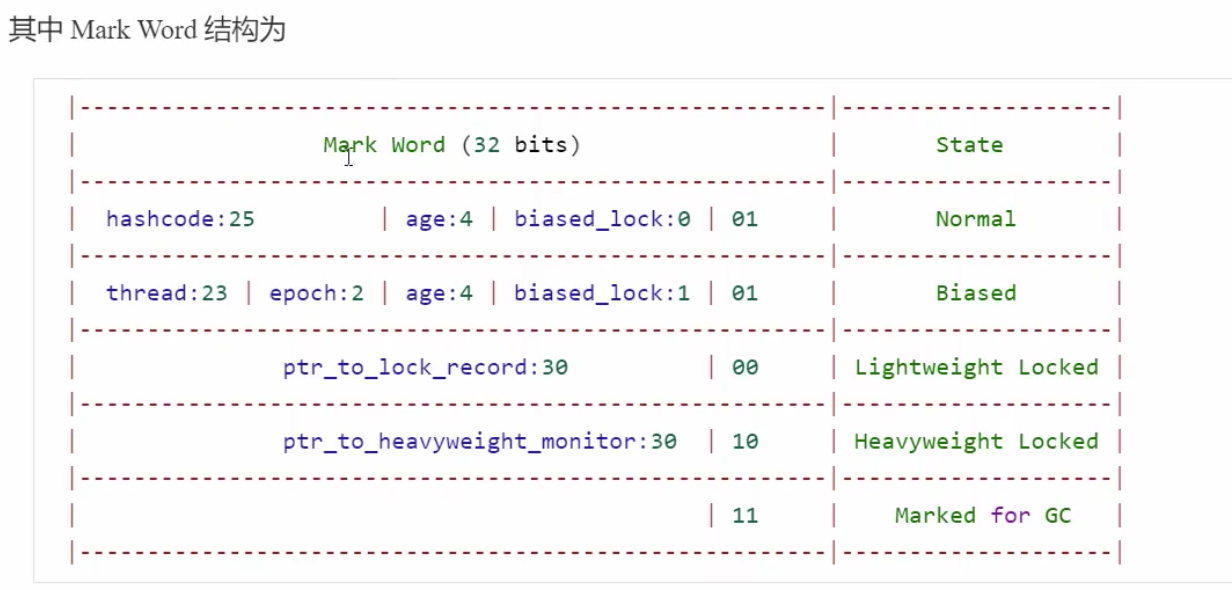 其中 Mark Word 结构为
|-------------------------------------------------------|--------------------|
| Mark Word (32 bits) | State |
|-------------------------------------------------------|--------------------|
| hashcode:25 | age:4 | biased_lock:0 | 01 | Normal |
|-------------------------------------------------------|--------------------|
| thread:23 | epoch:2 | age:4 | biased_lock:1 | 01 | Biased |
|-------------------------------------------------------|--------------------|
| ptr_to_lock_record:30 | 00 | Lightweight Locked |
|-------------------------------------------------------|--------------------|
| ptr_to_heavyweight_monitor:30 | 10 | Heavyweight Locked |
|-------------------------------------------------------|--------------------|
| | 11 | Marked for GC |
|-------------------------------------------------------|--------------------|